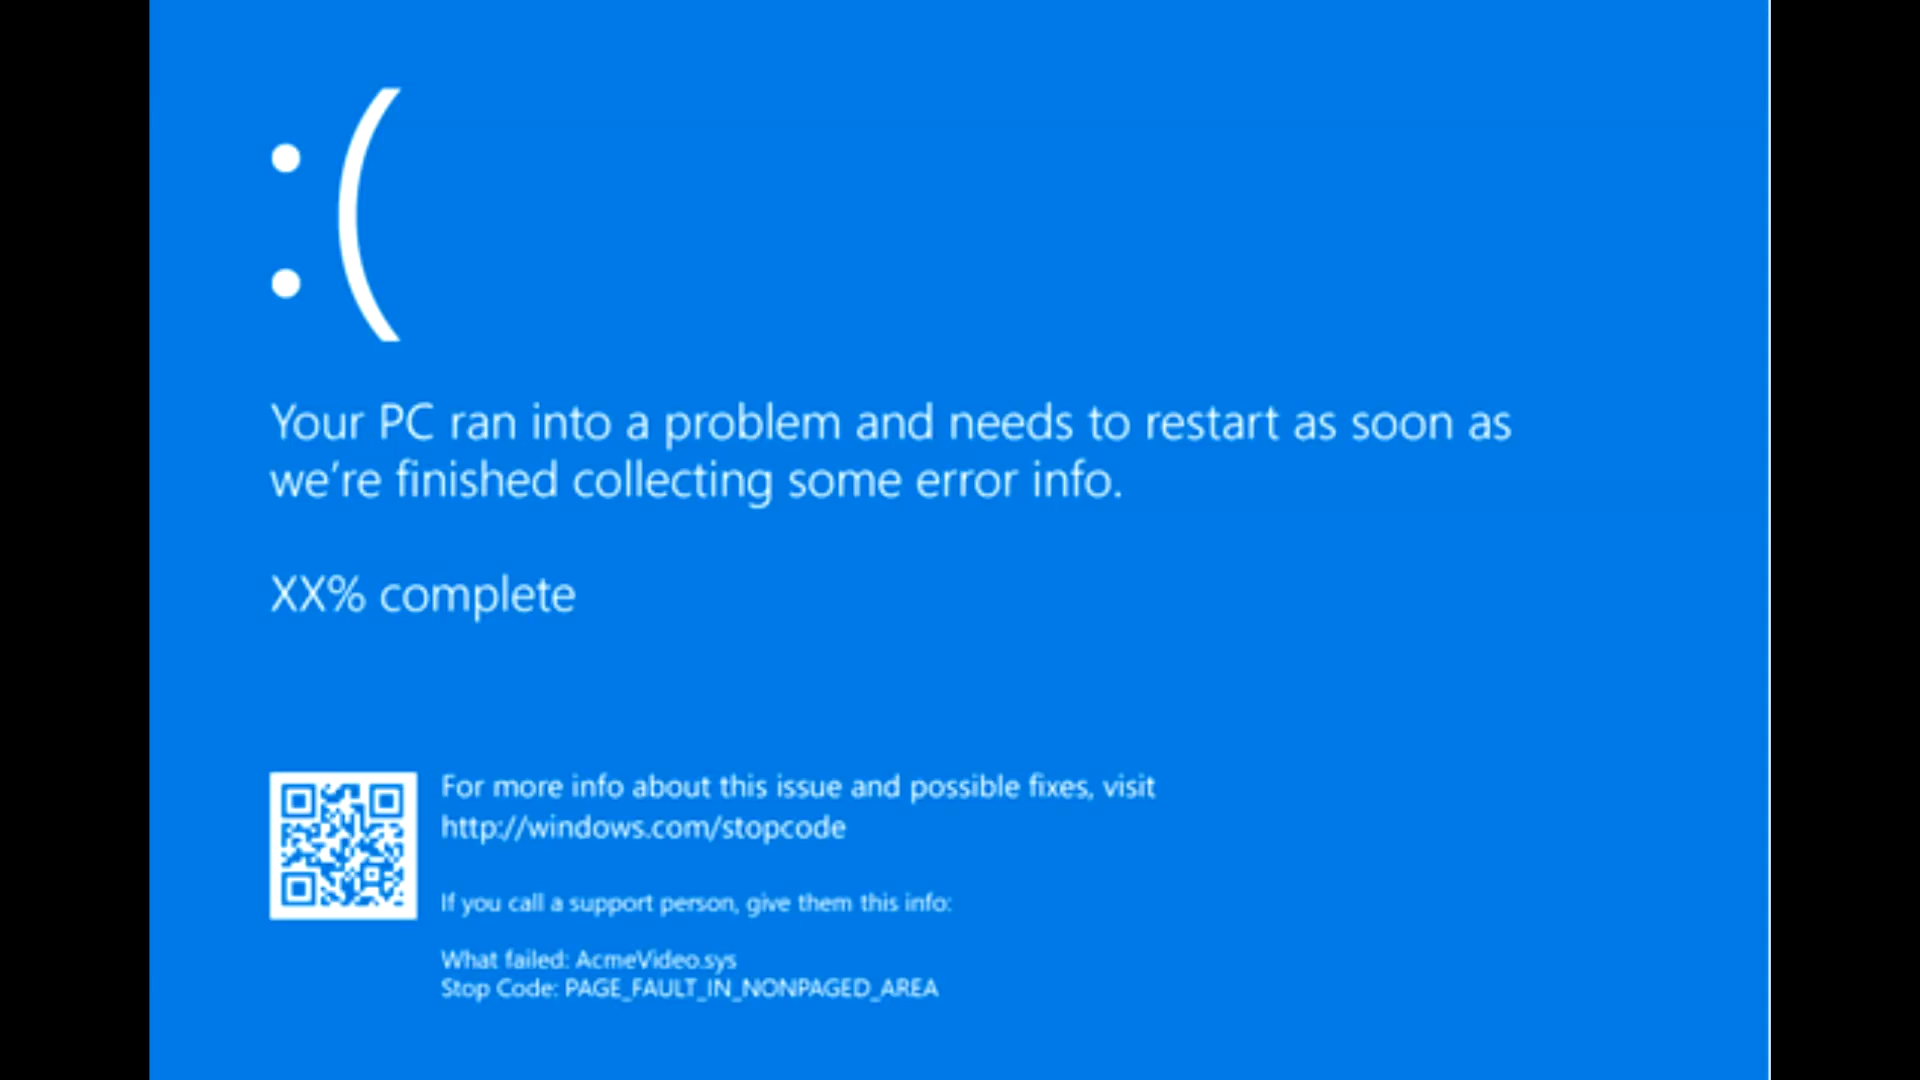 :(
Your PC ran into a problem and needs to restart as soon as
we’re finished collecting some error info.
XX% complete
For more info about this issue and possible fixes, visit
http://windows.com/stopcode
If you call a support person, give them this info:
What failed: AcmeVideo.sys
Stop Code: PAGE_FAULT_IN_NONPAGED_AREA